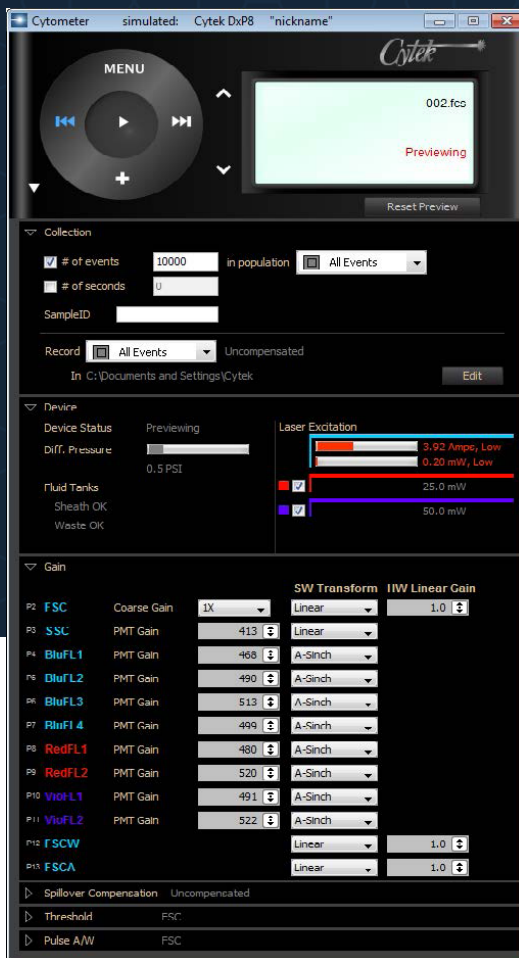 Cytometer simulated: Cytek DxP8 "nickname"
Cytek
MENU
002.fcs
Previewing
Reset Preview
Collection
# of events 10000 in population All Events
# of seconds 0
SampleID
Record All Events Uncompensated
In C:\Documents and Settings\Cytek Edit
Device
Device Status Previewing Laser Excitation
Diff. Pressure 3.92 Amps, Low
0.20 mW, Low
0.5 PSI
Fluid Tanks 25.0 mW
Sheath OK
Waste OK 50.0 mW
Gain
SW Transform HW Linear Gain
P2 FSC Coarse Gain 1X Linear 1.0
P3 SSC PMT Gain 413 Linear
P4 BluFL1 PMT Gain 468 A-Sinch
P5 BluFL2 PMT Gain 490 A-Sinch
P6 BluFL3 PMT Gain 513 A-Sinch
P7 BluFL4 PMT Gain 499 A-Sinch
P8 RedFL1 PMT Gain 480 A-Sinch
P9 RedFL2 PMT Gain 520 A-Sinch
P10 VioFL1 PMT Gain 491 A-Sinch
P11 VioFL2 PMT Gain 522 A-Sinch
P12 FSCW Linear 1.0
P13 FSCA Linear 1.0
Spillover Compensation Uncompensated
Threshold FSC
Pulse A/W FSC